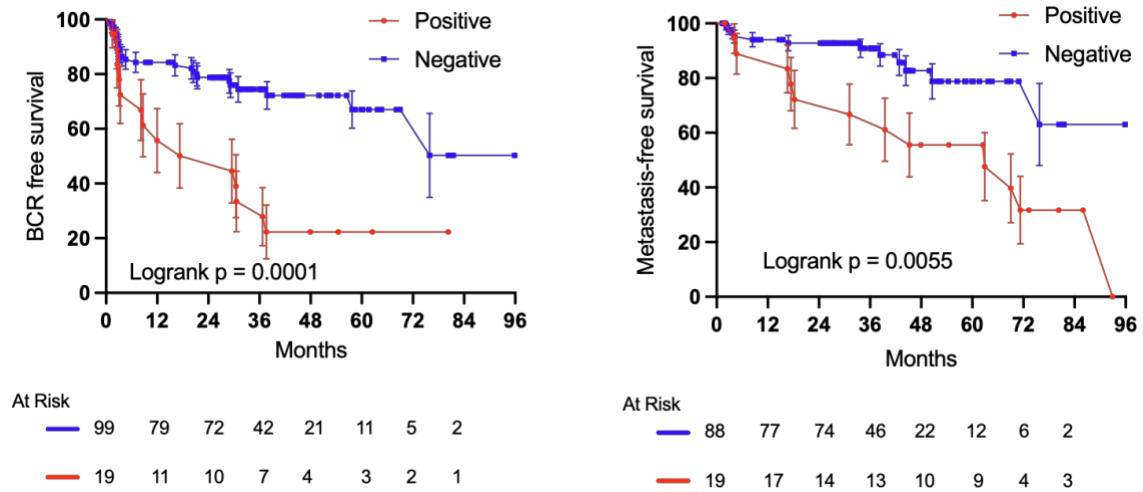 Positive
Negative
100
80
60
40
20
0
BCR free survival
Logrank p = 0.0001
0 12 24 36 48 60 72 84 96
Months
At Risk
99 79 72 42 21 11 5 2
19 11 10 7 4 3 2 1
Positive
Negative
100
80
60
40
20
0
Metastasis-free survival
Logrank p = 0.0055
0 12 24 36 48 60 72 84 96
Months
At Risk
88 77 74 46 22 12 6 2
19 17 14 13 10 9 4 3